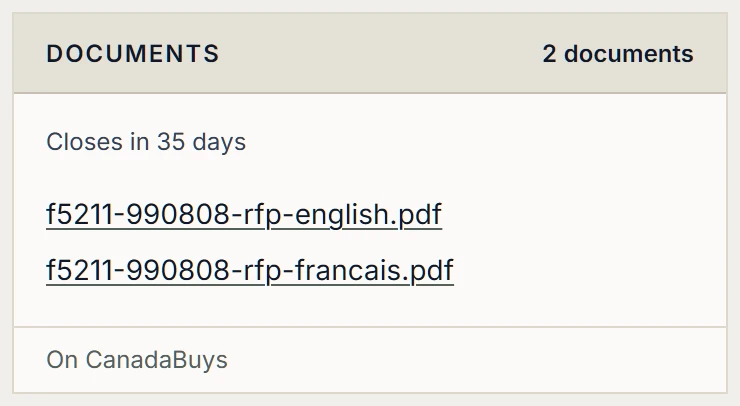 DOCUMENTS
2 documents
Closes in 35 days
f5211-990808-rfp-english.pdf
f5211-990808-rfp-francais.pdf
On CanadaBuys